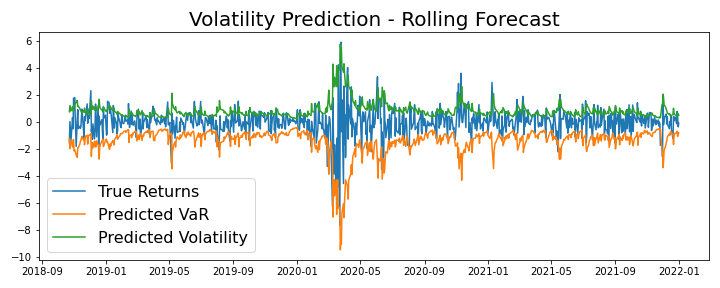 Volatility Prediction - Rolling Forecast
6
4
2
0
−2
−4
−6
−8
−10
True Returns
Predicted VaR
Predicted Volatility
2018-09 2019-01 2019-05 2019-09 2020-01 2020-05 2020-09 2021-01 2021-05 2021-09 2022-01